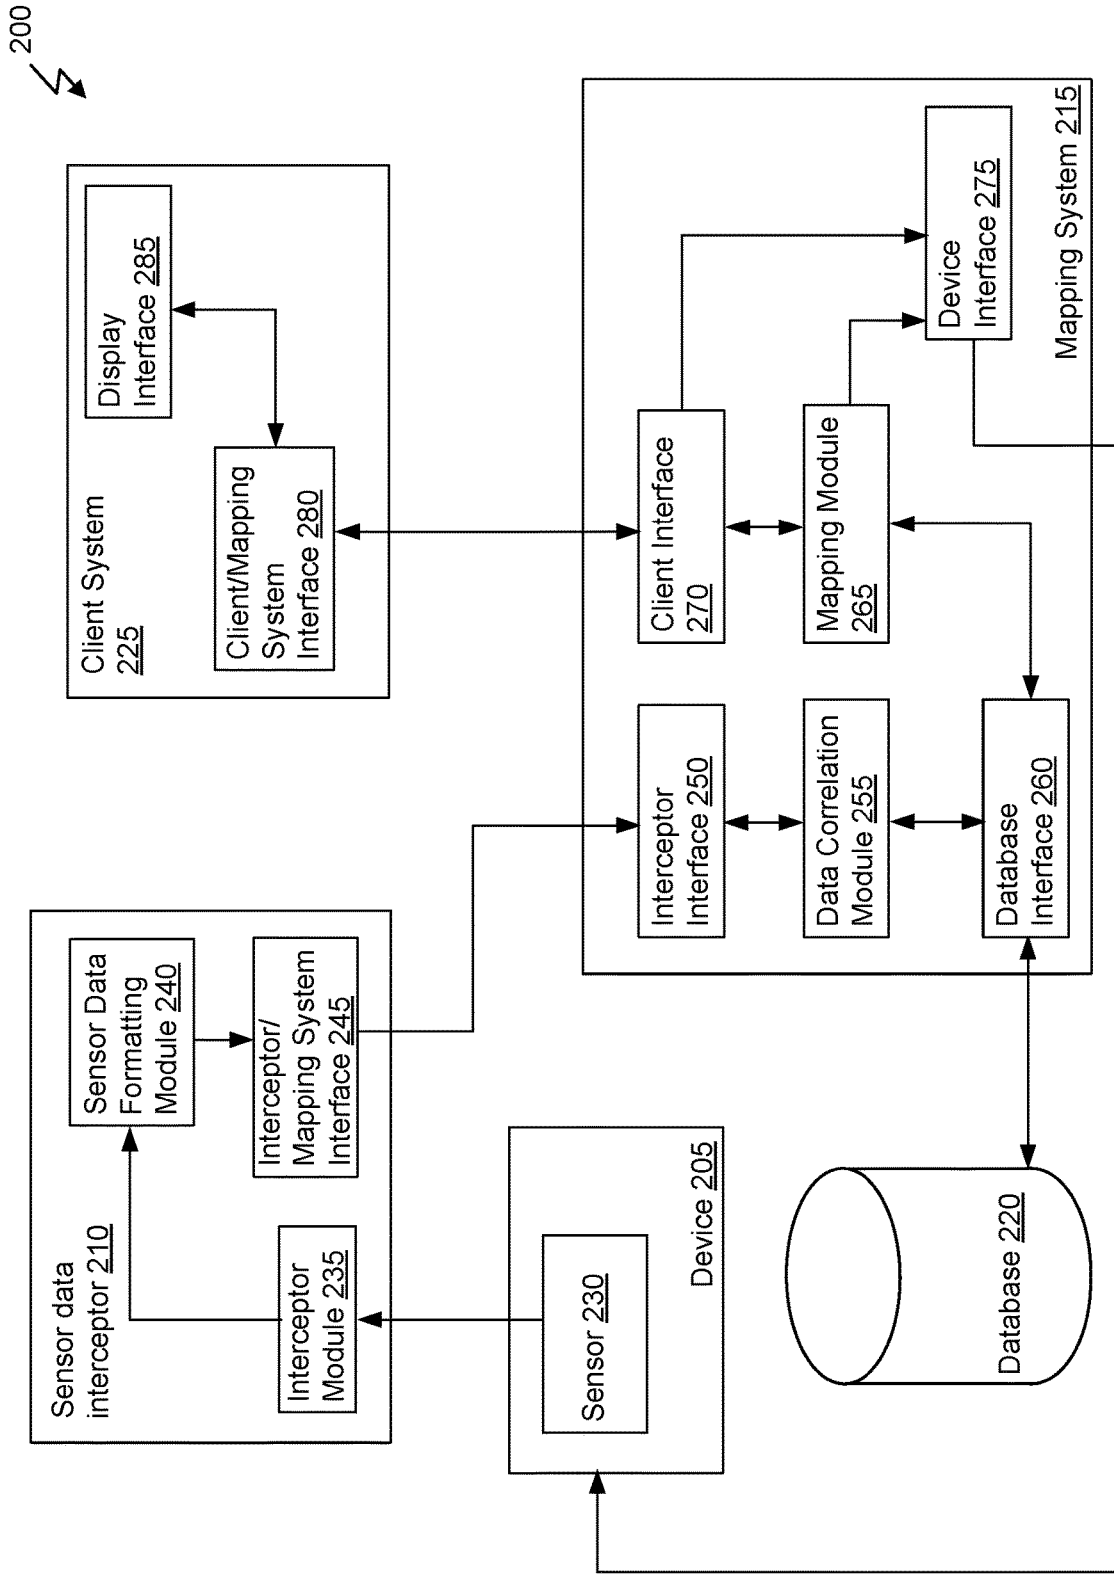 200
Sensor data
interceptor 210
Interceptor
Module 235
Sensor Data
Formatting
Module 240
Interceptor/
Mapping System
Interface 245
Client System
225
Client/Mapping
System
Interface 280
Display
Interface 285
Sensor 230
Device 205
Database 220
Interceptor
Interface 250
Data Correlation
Module 255
Database
Interface 260
Client Interface
270
Mapping Module
265
Device
Interface 275
Mapping System 215